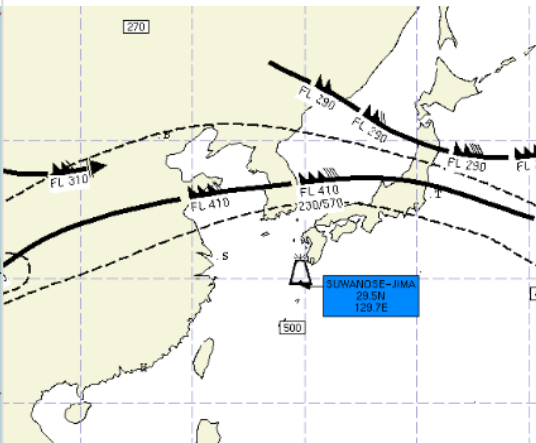 270
FL 290
FL 290
B
FL 290
FL
FL 310
FL 410
FL 410
230/570
T
S
SUWANOSE-JIMA
29.5N
129.7E
500
H